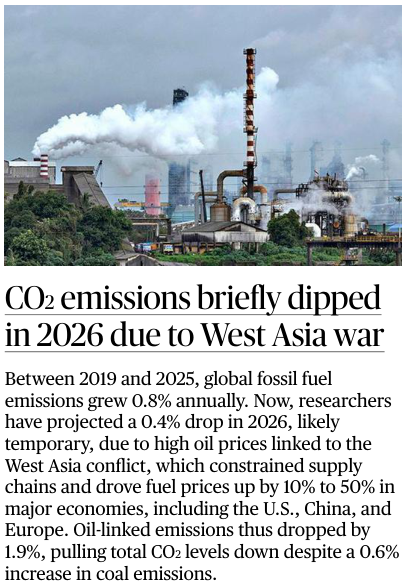 CO2 emissions briefly dipped
in 2026 due to West Asia war
Between 2019 and 2025, global fossil fuel
emissions grew 0.8% annually. Now, researchers
have projected a 0.4% drop in 2026, likely
temporary, due to high oil prices linked to the
West Asia conflict, which constrained supply
chains and drove fuel prices up by 10% to 50% in
major economies, including the U.S., China, and
Europe. Oil-linked emissions thus dropped by
1.9%, pulling total CO2 levels down despite a 0.6%
increase in coal emissions.